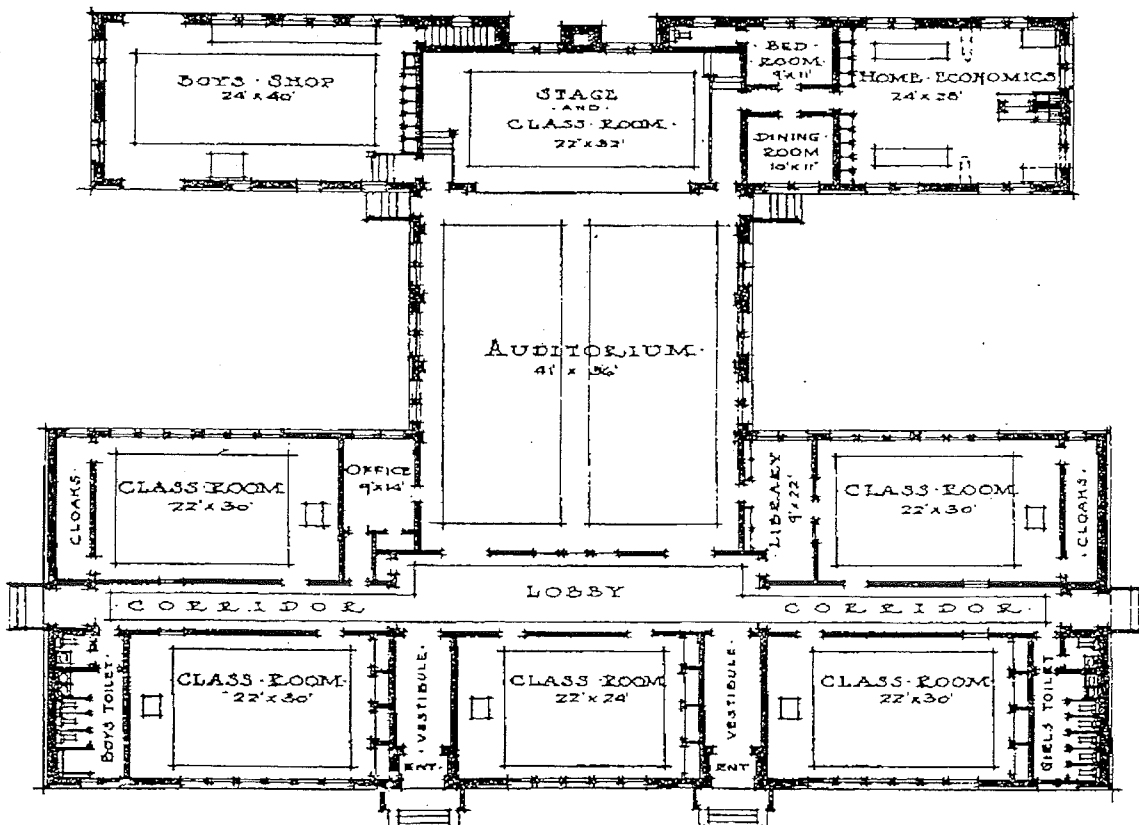 BOYS · SHOP
24' x 40'
STAGE
· AND ·
CLASS · ROOM ·
22' x 32'
BED ·
ROOM ·
9' x 11'
HOME · ECONOMICS
24' x 28'
DINING ·
ROOM
10' x 11'
AUDITORIUM ·
41' x 56'
CLOAKS ·
CLASS · ROOM
22' x 30'
OFFICE
9' x 14'
LIBRARY
9' x 22'
CLASS · ROOM
22' x 30'
CLOAKS ·
· CORRIDOR
LOBBY
CORRIDOR ·
BOYS TOILET ·
CLASS · ROOM
22' x 30'
· VESTIBULE ·
ENT.
CLASS · ROOM
22' x 24'
VESTIBULE ·
ENT
CLASS · ROOM ·
22' x 30'
GIRLS TOILET